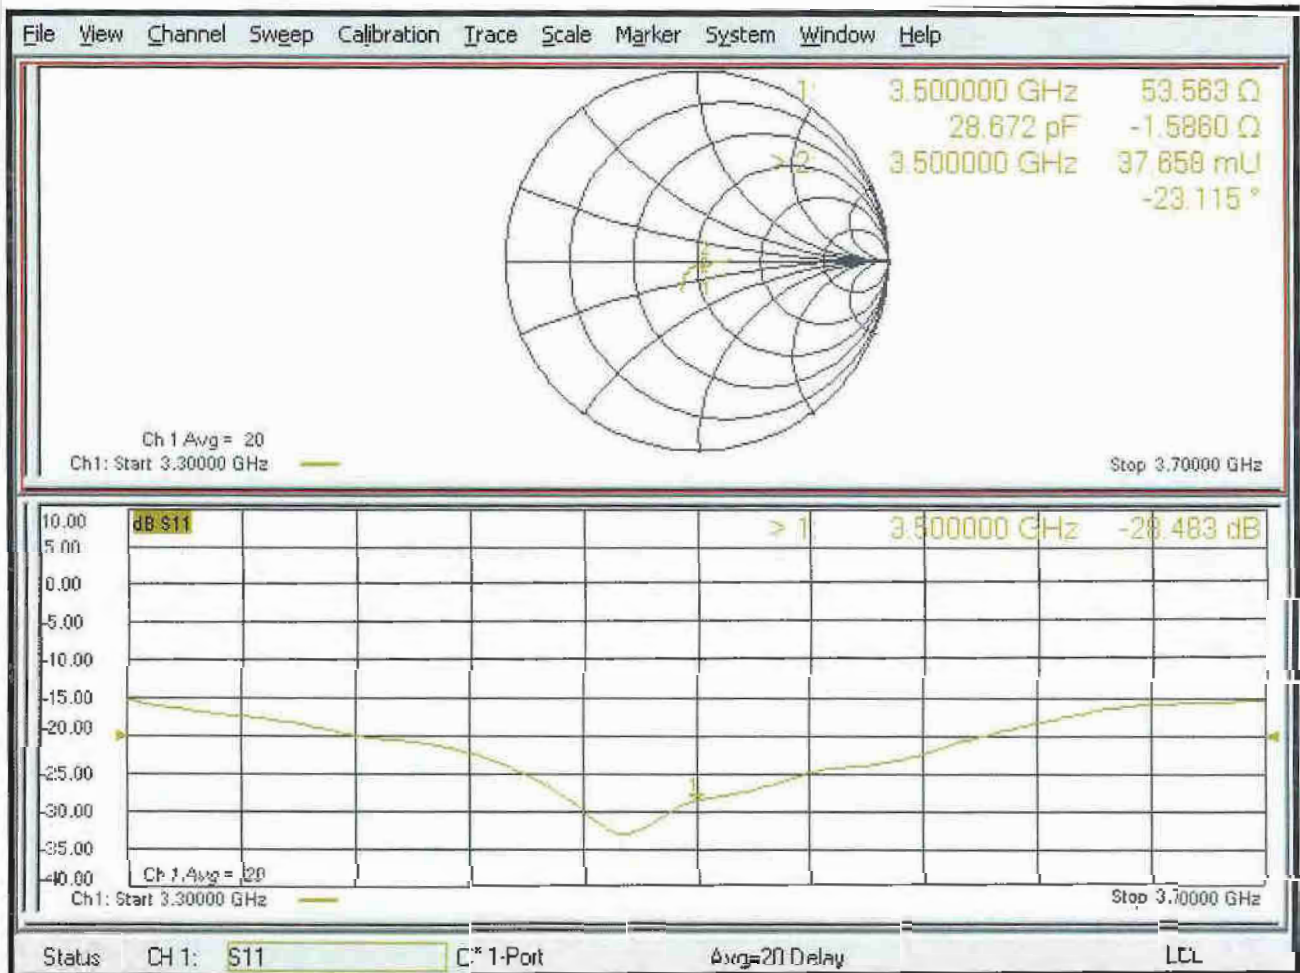 File View Channel Sweep Calibration Trace Scale Marker System Window Help
1: 3.500000 GHz 53.563 Ω
28.672 pF -1.5860 Ω
> 2: 3.500000 GHz 37.658 mU
-23.115 °
Ch 1 Avg = 20
Ch1: Start 3.30000 GHz
Stop 3.70000 GHz
10.00
dB S11
> 1: 3.500000 GHz -28.483 dB
5.00
0.00
-5.00
-10.00
-15.00
-20.00
-25.00
1
-30.00
-35.00
-40.00
Ch 1 Avg = 20
Ch1: Start 3.30000 GHz
Stop 3.70000 GHz
Status CH 1: S11 C* 1-Port Avg=20 Delay LCL